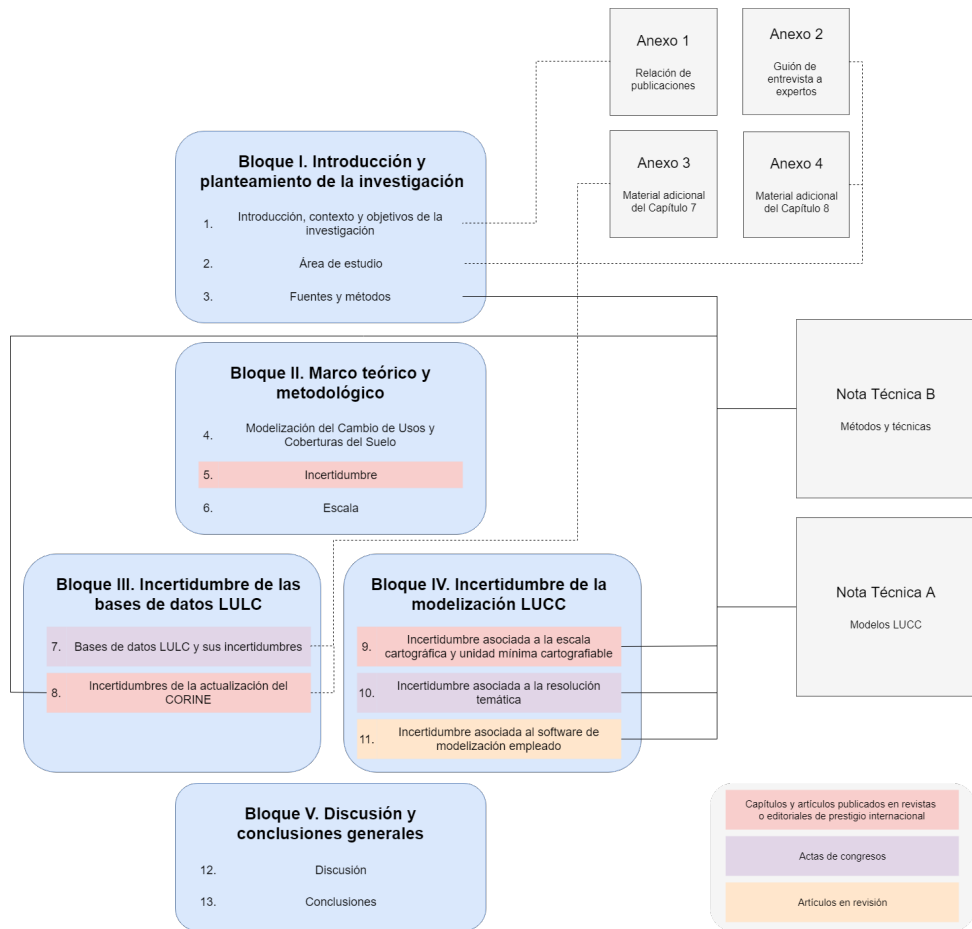 Anexo 1
Relación de
publicaciones
Anexo 2
Guión de
entrevista a
expertos
Anexo 3
Material adicional
del Capítulo 7
Anexo 4
Material adicional
del Capítulo 8
Bloque I. Introducción y
planteamiento de la investigación
1. Introducción, contexto y objetivos de la
investigación
2. Área de estudio
3. Fuentes y métodos
Bloque II. Marco teórico y
metodológico
4. Modelización del Cambio de Usos y
Coberturas del Suelo
5. Incertidumbre
6. Escala
Nota Técnica B
Métodos y técnicas
Nota Técnica A
Modelos LUCC
Bloque III. Incertidumbre de las
bases de datos LULC
7. Bases de datos LULC y sus incertidumbres
8. Incertidumbres de la actualización del
CORINE
Bloque IV. Incertidumbre de la
modelización LUCC
9. Incertidumbre asociada a la escala
cartográfica y unidad mínima cartografiable
10. Incertidumbre asociada a la resolución
temática
11. Incertidumbre asociada al software de
modelización empleado
Bloque V. Discusión y
conclusiones generales
12. Discusión
13. Conclusiones
Capítulos y artículos publicados en revistas
o editoriales de prestigio internacional
Actas de congresos
Artículos en revisión